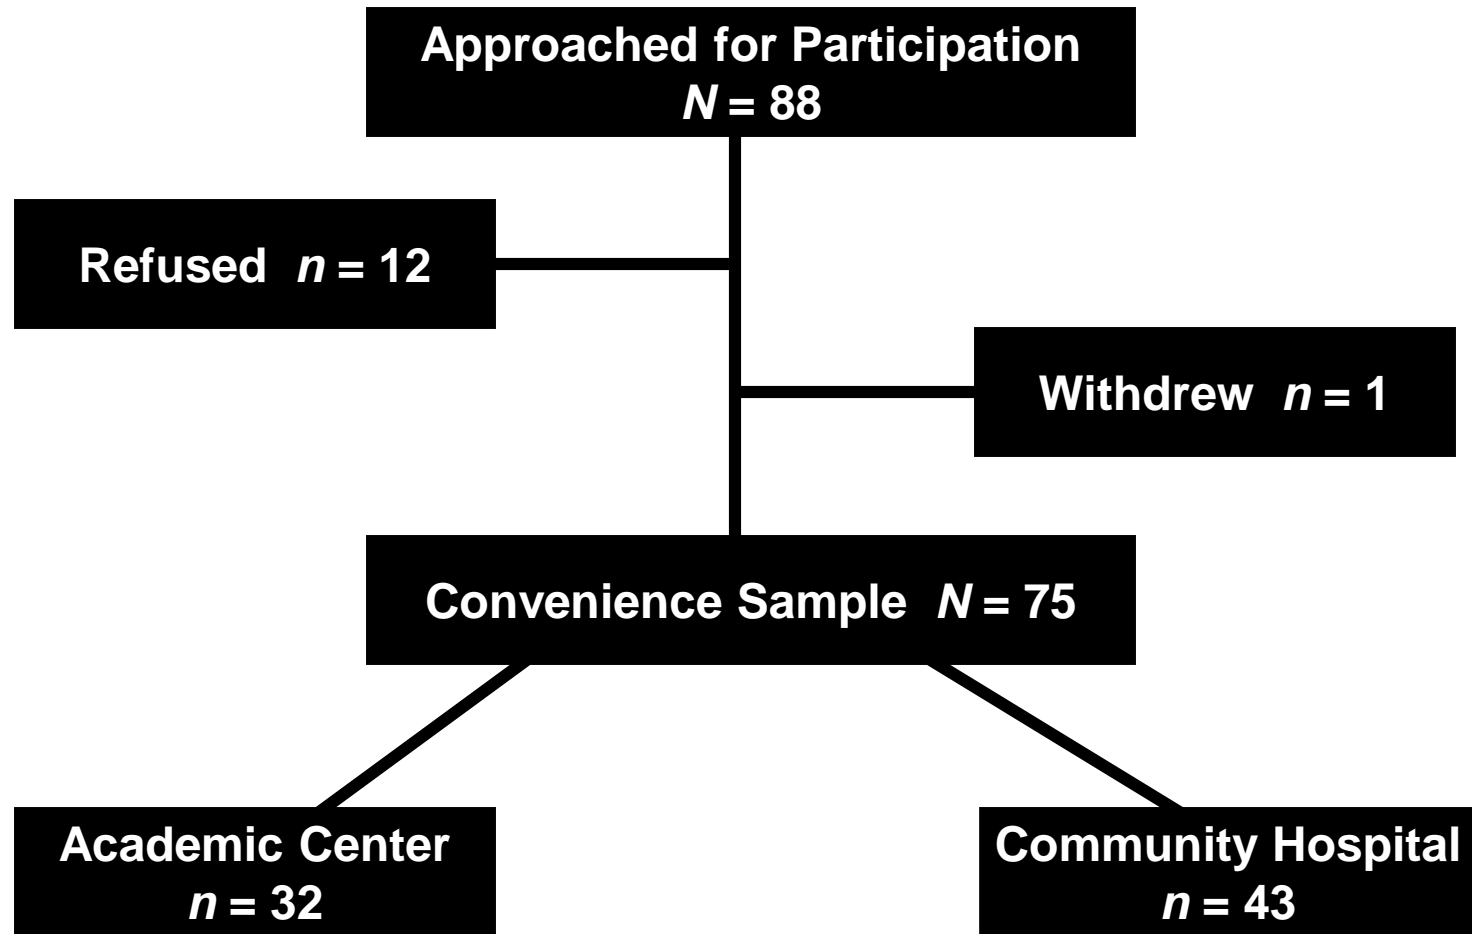 Approached for Participation
N = 88
Refused n = 12
Withdrew n = 1
Convenience Sample N = 75
Academic Center
n = 32
Community Hospital
n = 43